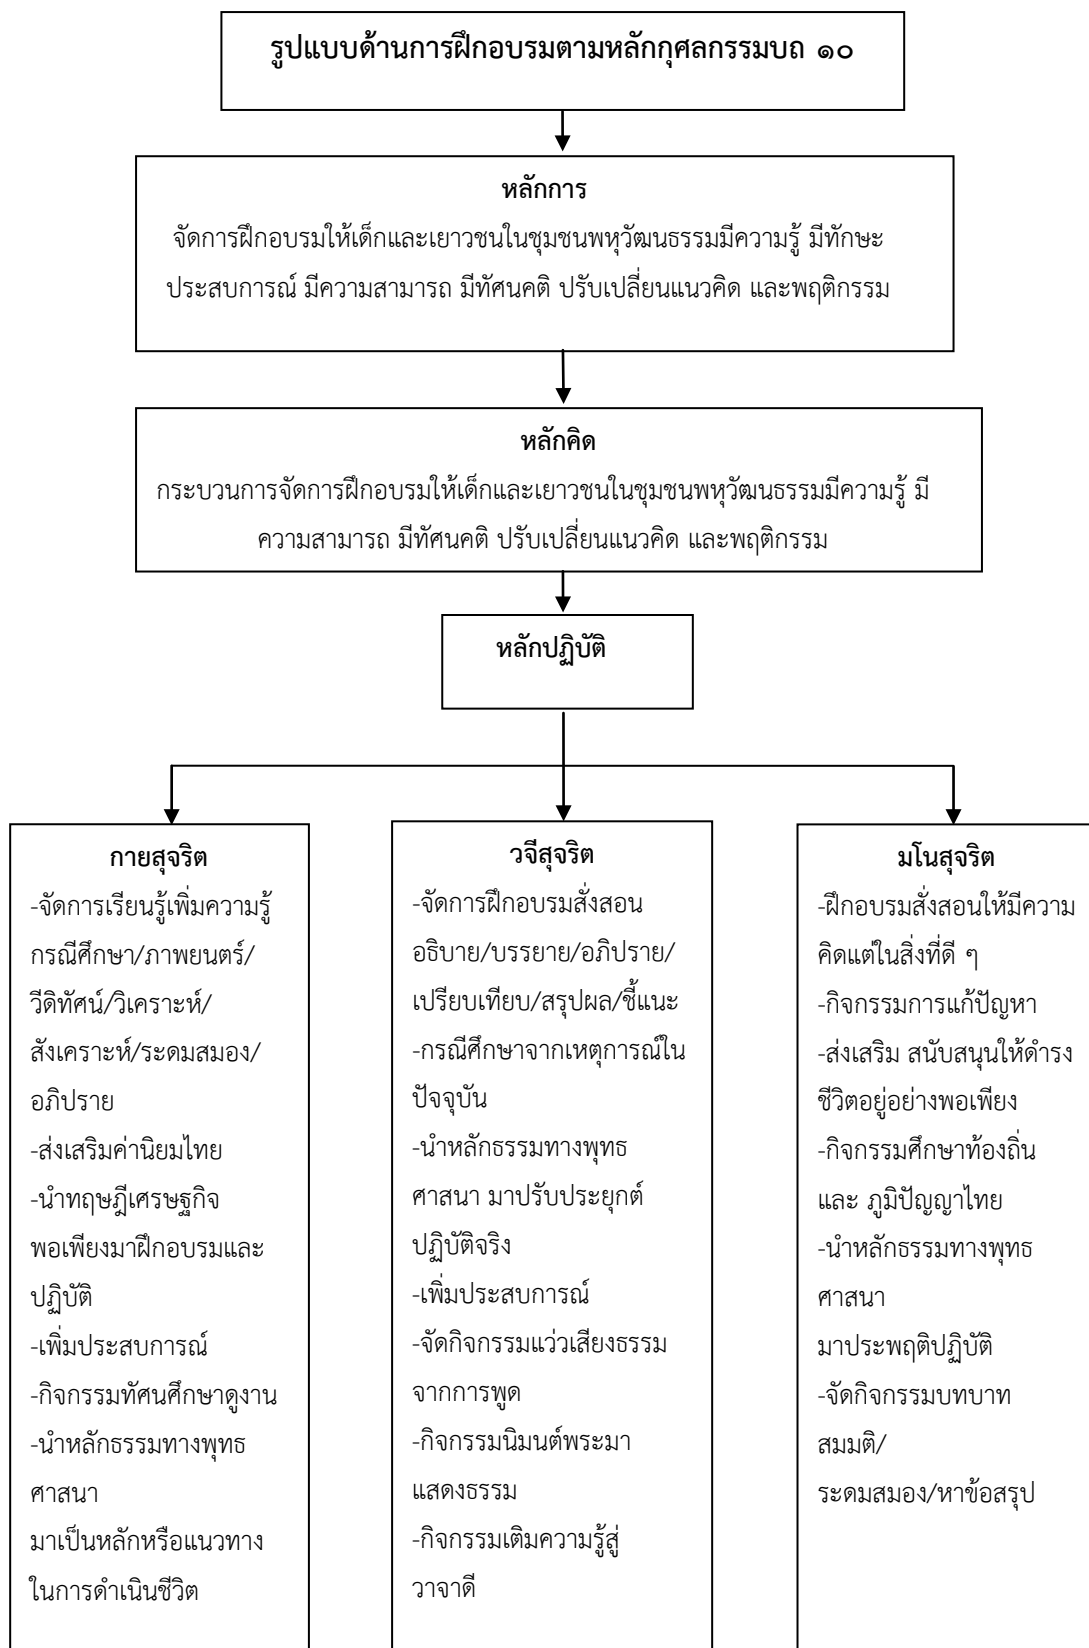 รูปแบบด้านการฝึกอบรมตามหลักกุศลกรรมบถ ๑๐
หลักการ
จัดการฝึกอบรมให้เด็กและเยาวชนในชุมชนพหุวัฒนธรรมมีความรู้ มีทักษะ
ประสบการณ์ มีความสามารถ มีทัศนคติ ปรับเปลี่ยนแนวคิด และพฤติกรรม
หลักคิด
กระบวนการจัดการฝึกอบรมให้เด็กและเยาวชนในชุมชนพหุวัฒนธรรมมีความรู้ มี
ความสามารถ มีทัศนคติ ปรับเปลี่ยนแนวคิด และพฤติกรรม
หลักปฏิบัติ
กายสุจริต
-จัดการเรียนรู้เพิ่มความรู้
กรณีศึกษา/ภาพยนตร์/
วีดิทัศน์/วิเคราะห์/
สังเคราะห์/ระดมสมอง/
อภิปราย
-ส่งเสริมค่านิยมไทย
-นำทฤษฎีเศรษฐกิจ
พอเพียงมาฝึกอบรมและ
ปฏิบัติ
-เพิ่มประสบการณ์
-กิจกรรมทัศนศึกษาดูงาน
-นำหลักธรรมทางพุทธ
ศาสนา
มาเป็นหลักหรือแนวทาง
ในการดำเนินชีวิต
วจีสุจริต
-จัดการฝึกอบรมสั่งสอน
อธิบาย/บรรยาย/อภิปราย/
เปรียบเทียบ/สรุปผล/ชี้แนะ
-กรณีศึกษาจากเหตุการณ์ใน
ปัจจุบัน
-นำหลักธรรมทางพุทธ
ศาสนา มาปรับประยุกต์
ปฏิบัติจริง
-เพิ่มประสบการณ์
-จัดกิจกรรมแว่วเสียงธรรม
จากการพูด
-กิจกรรมนิมนต์พระมา
แสดงธรรม
-กิจกรรมเติมความรู้สู่
วาจาดี
มโนสุจริต
-ฝึกอบรมสั่งสอนให้มีความ
คิดแต่ในสิ่งที่ดี ๆ
-กิจกรรมการแก้ปัญหา
-ส่งเสริม สนับสนุนให้ดำรง
ชีวิตอยู่อย่างพอเพียง
-กิจกรรมศึกษาท้องถิ่น
และ ภูมิปัญญาไทย
-นำหลักธรรมทางพุทธ
ศาสนา
มาประพฤติปฏิบัติ
-จัดกิจกรรมบทบาท
สมมติ/
ระดมสมอง/หาข้อสรุป